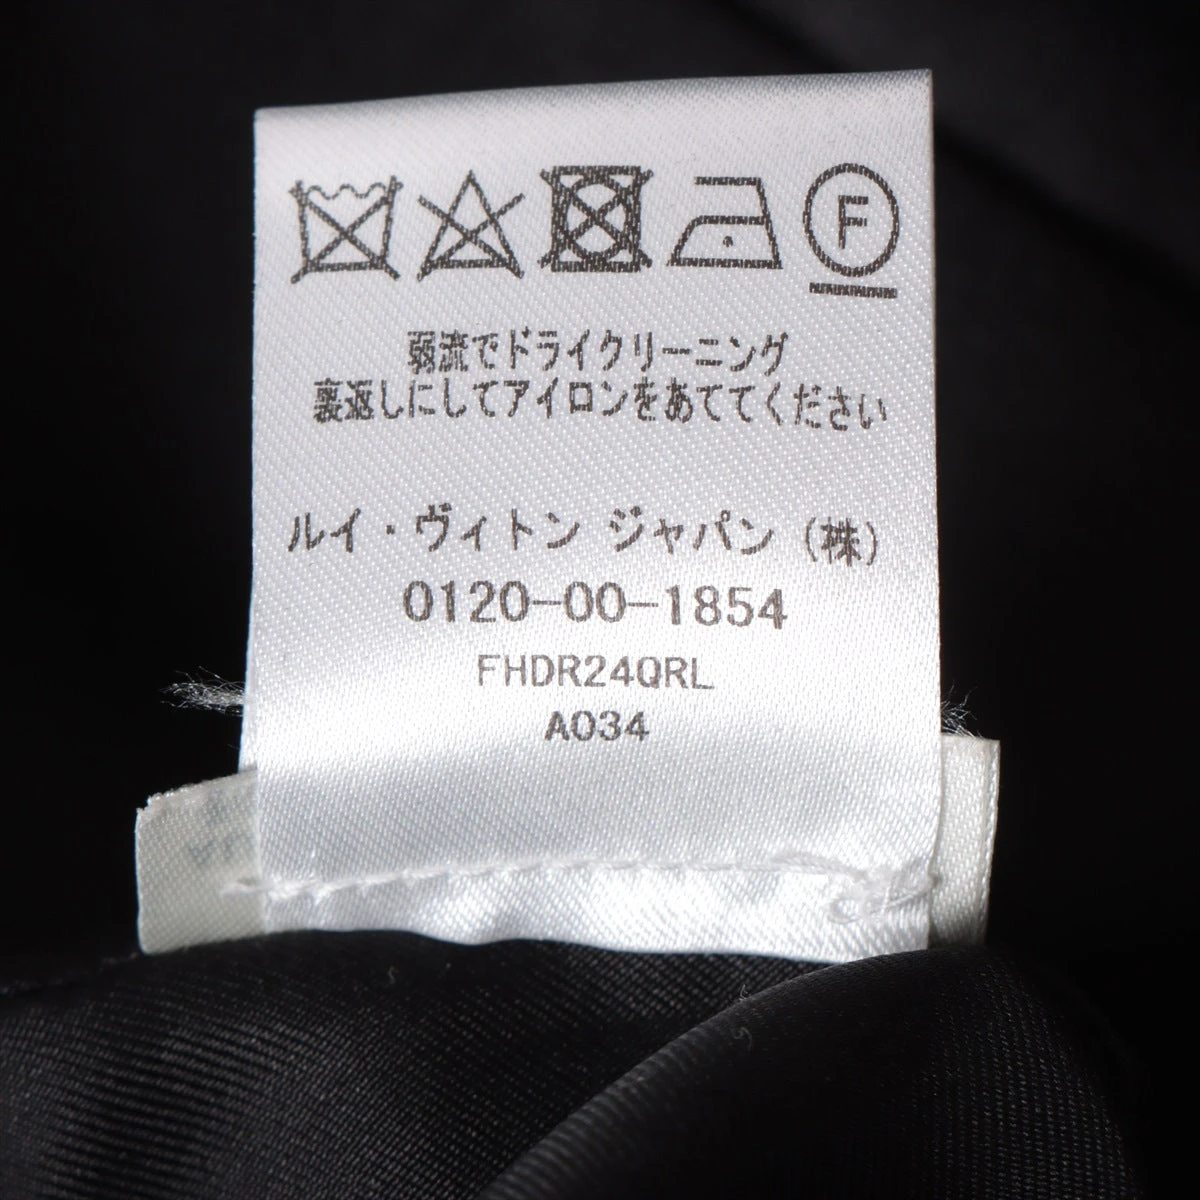 F
弱流でドライクリーニング
裏返しにしてアイロンをあててください
ルイ・ヴィトン ジャパン (株)
0120-00-1854
FHDR24QRL
A034